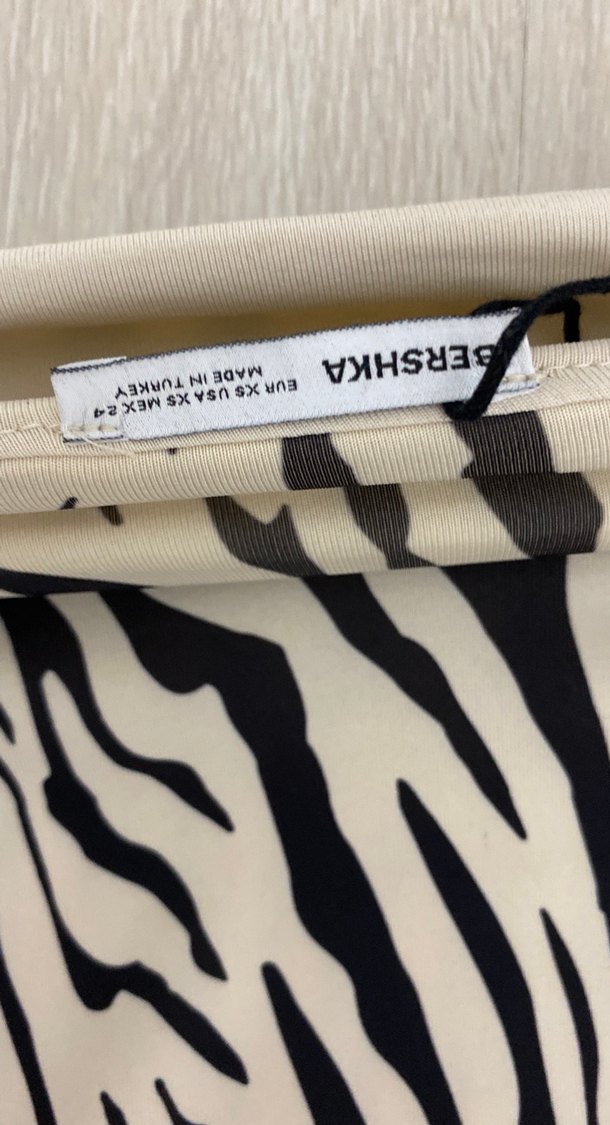 BERSHKA
EUR XS USA XS MEX 24
MADE IN TURKEY